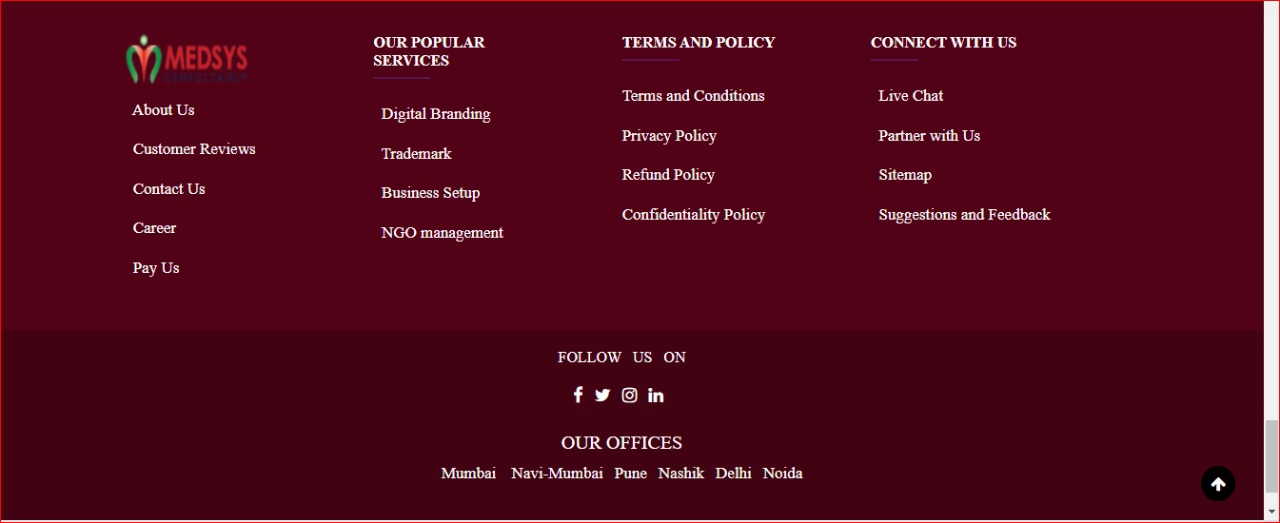 MEDSYS
CONSULTANCY
About Us
Customer Reviews
Contact Us
Career
Pay Us
OUR POPULAR
SERVICES
Digital Branding
Trademark
Business Setup
NGO management
TERMS AND POLICY
Terms and Conditions
Privacy Policy
Refund Policy
Confidentiality Policy
CONNECT WITH US
Live Chat
Partner with Us
Sitemap
Suggestions and Feedback
FOLLOW US ON
OUR OFFICES
Mumbai Navi-Mumbai Pune Nashik Delhi Noida